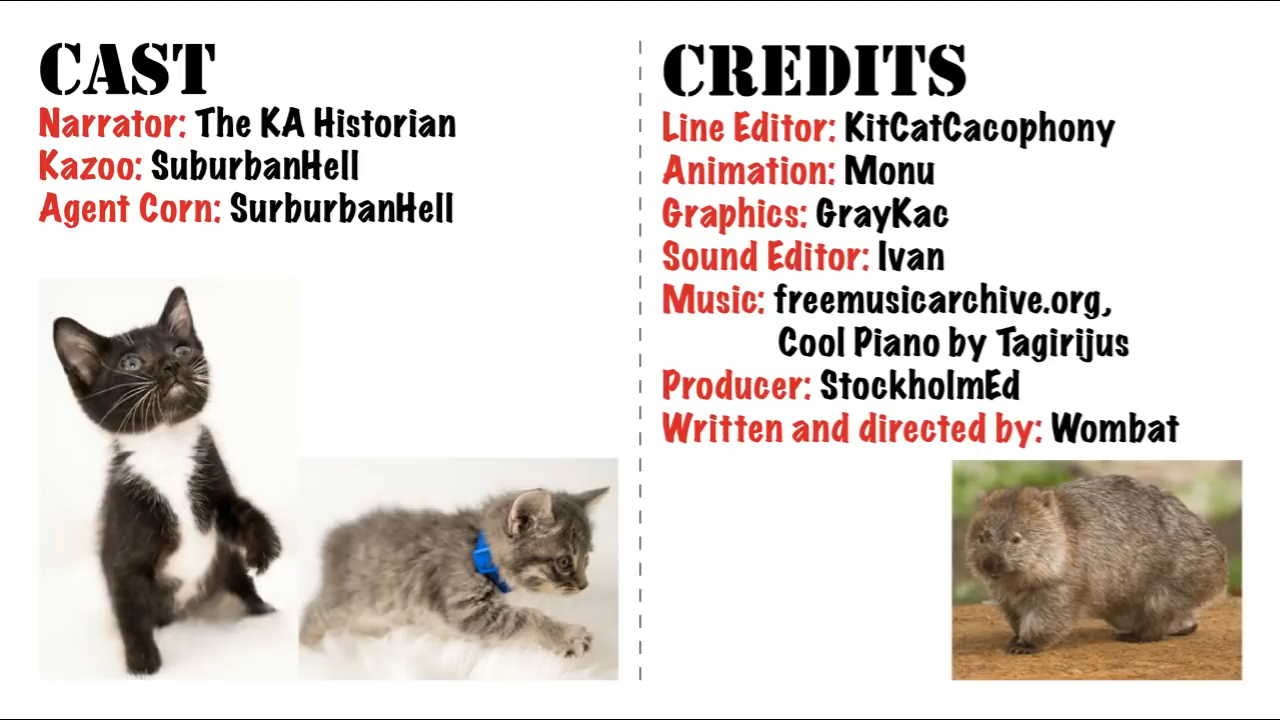 CAST
Narrator: The KA Historian
Kazoo: SuburbanHell
Agent Corn: SurburbanHell
CREDITS
Line Editor: KitCatCacophony
Animation: Monu
Graphics: GrayKac
Sound Editor: Ivan
Music: freemusicarchive.org,
Cool Piano by Tagirijus
Producer: StockholmEd
Written and directed by: Wombat